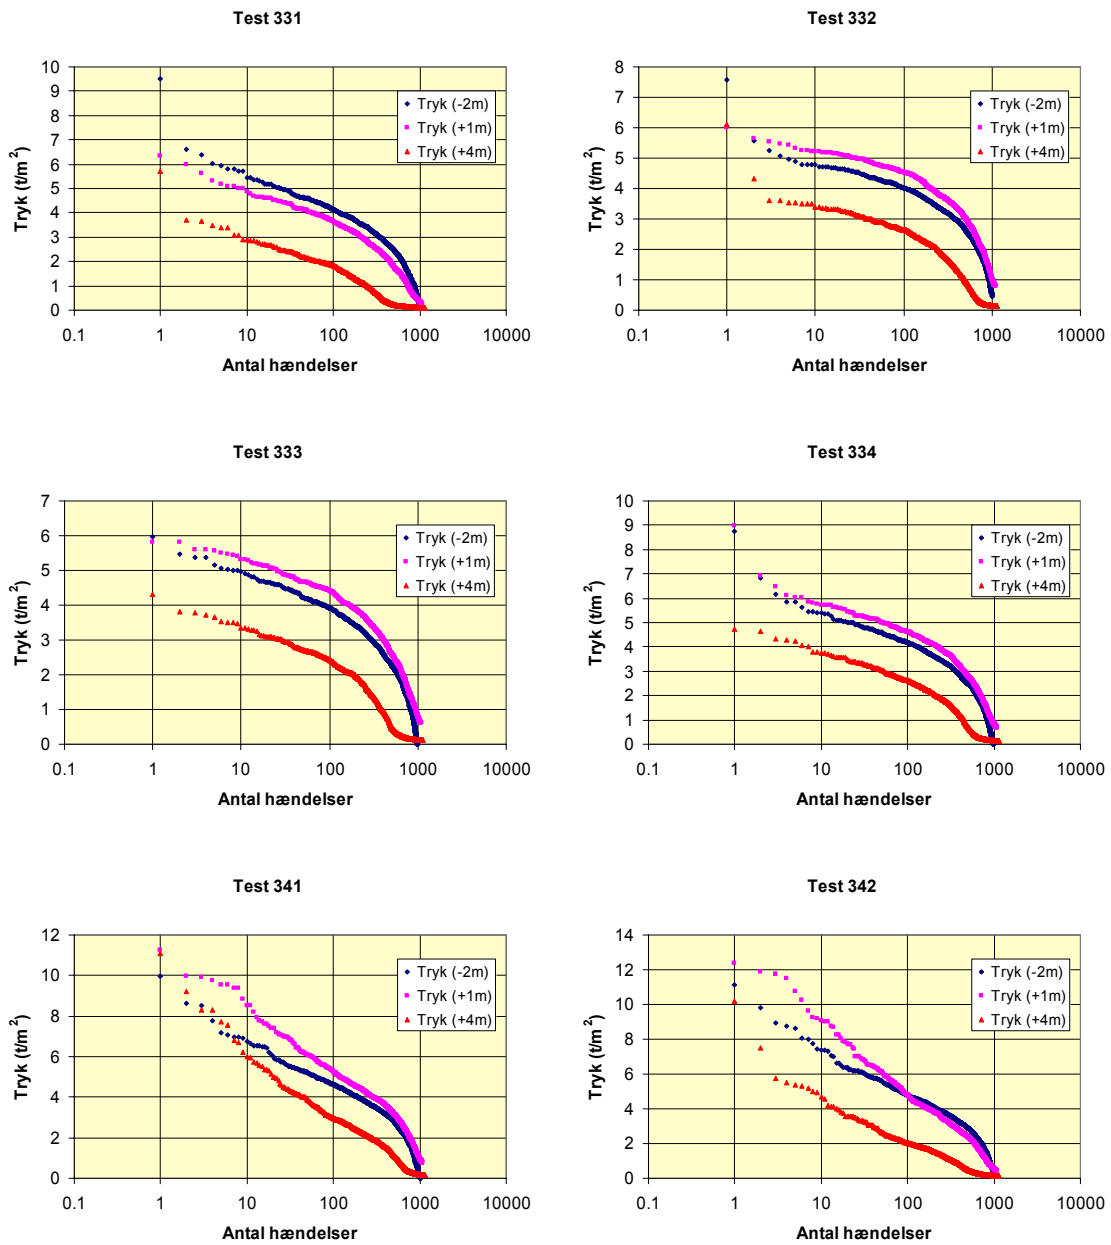 Test 331
10
9
8
7
6
5
4
3
2
1
0
0.1 1 10 100 1000 10000
Tryk (t/m²)
Antal hændelser
Tryk (-2m)
Tryk (+1m)
Tryk (+4m)
Test 332
8
7
6
5
4
3
2
1
0
0.1 1 10 100 1000 10000
Tryk (t/m²)
Antal hændelser
Tryk (-2m)
Tryk (+1m)
Tryk (+4m)
Test 333
7
6
5
4
3
2
1
0
0.1 1 10 100 1000 10000
Tryk (t/m²)
Antal hændelser
Tryk (-2m)
Tryk (+1m)
Tryk (+4m)
Test 334
10
9
8
7
6
5
4
3
2
1
0
0.1 1 10 100 1000 10000
Tryk (t/m²)
Antal hændelser
Tryk (-2m)
Tryk (+1m)
Tryk (+4m)
Test 341
12
10
8
6
4
2
0
0.1 1 10 100 1000 10000
Tryk (t/m²)
Antal hændelser
Tryk (-2m)
Tryk (+1m)
Tryk (+4m)
Test 342
14
12
10
8
6
4
2
0
0.1 1 10 100 1000 10000
Tryk (t/m²)
Antal hændelser
Tryk (-2m)
Tryk (+1m)
Tryk (+4m)